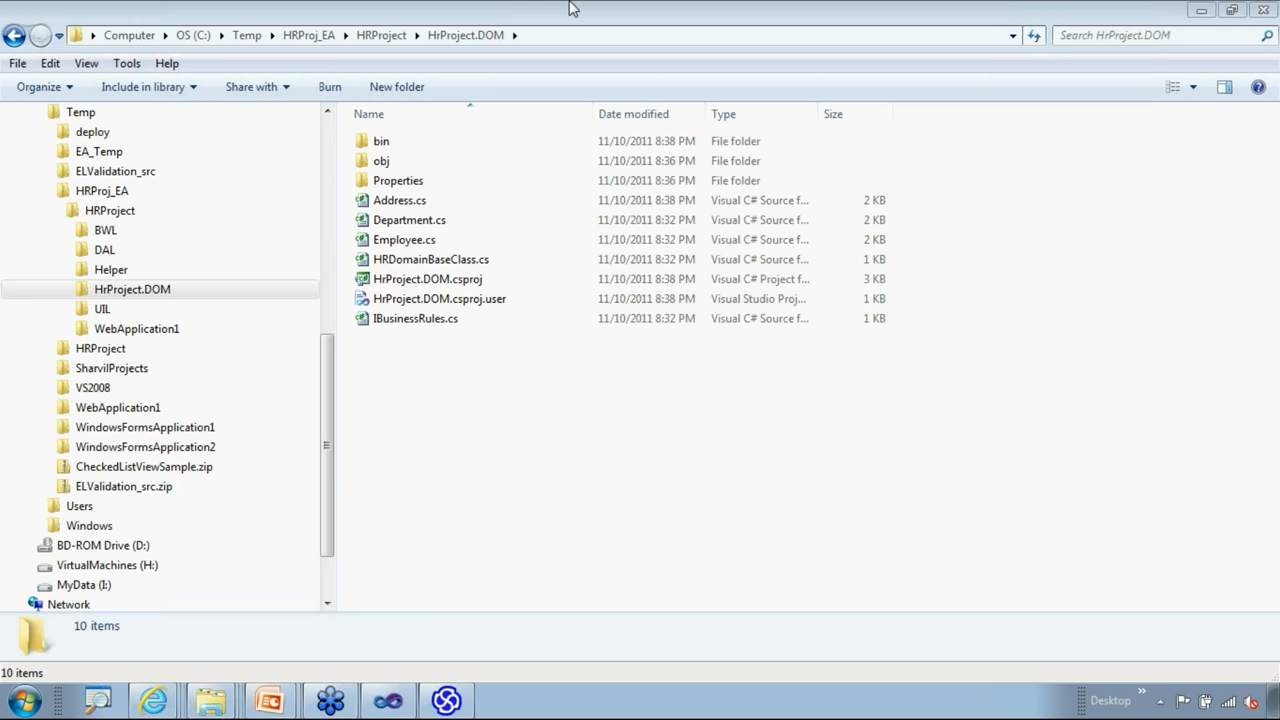 Computer OS (C:) Temp HRProj_EA HRProject HrProject.DOM Search HrProject.DOM
File Edit View Tools Help
Organize Include in library Share with Burn New folder
Name Date modified Type Size
Temp
deploy
EA_Temp
ELValidation_src
HRProj_EA
HRProject
BWL
DAL
Helper
HrProject.DOM
UIL
WebApplication1
HRProject
SharvilProjects
VS2008
WebApplication1
WindowsFormsApplication1
WindowsFormsApplication2
CheckedListViewSample.zip
ELValidation_src.zip
Users
Windows
BD-ROM Drive (D:)
VirtualMachines (H:)
MyData (I:)
Network
bin 11/10/2011 8:38 PM File folder
obj 11/10/2011 8:36 PM File folder
Properties 11/10/2011 8:36 PM File folder
Address.cs 11/10/2011 8:38 PM Visual C# Source f... 2 KB
Department.cs 11/10/2011 8:32 PM Visual C# Source f... 2 KB
Employee.cs 11/10/2011 8:32 PM Visual C# Source f... 2 KB
HRDomainBaseClass.cs 11/10/2011 8:32 PM Visual C# Source f... 1 KB
HrProject.DOM.csproj 11/10/2011 8:38 PM Visual C# Project f... 3 KB
HrProject.DOM.csproj.user 11/10/2011 8:38 PM Visual Studio Proj... 1 KB
IBusinessRules.cs 11/10/2011 8:32 PM Visual C# Source f... 1 KB
10 items
10 items
Desktop